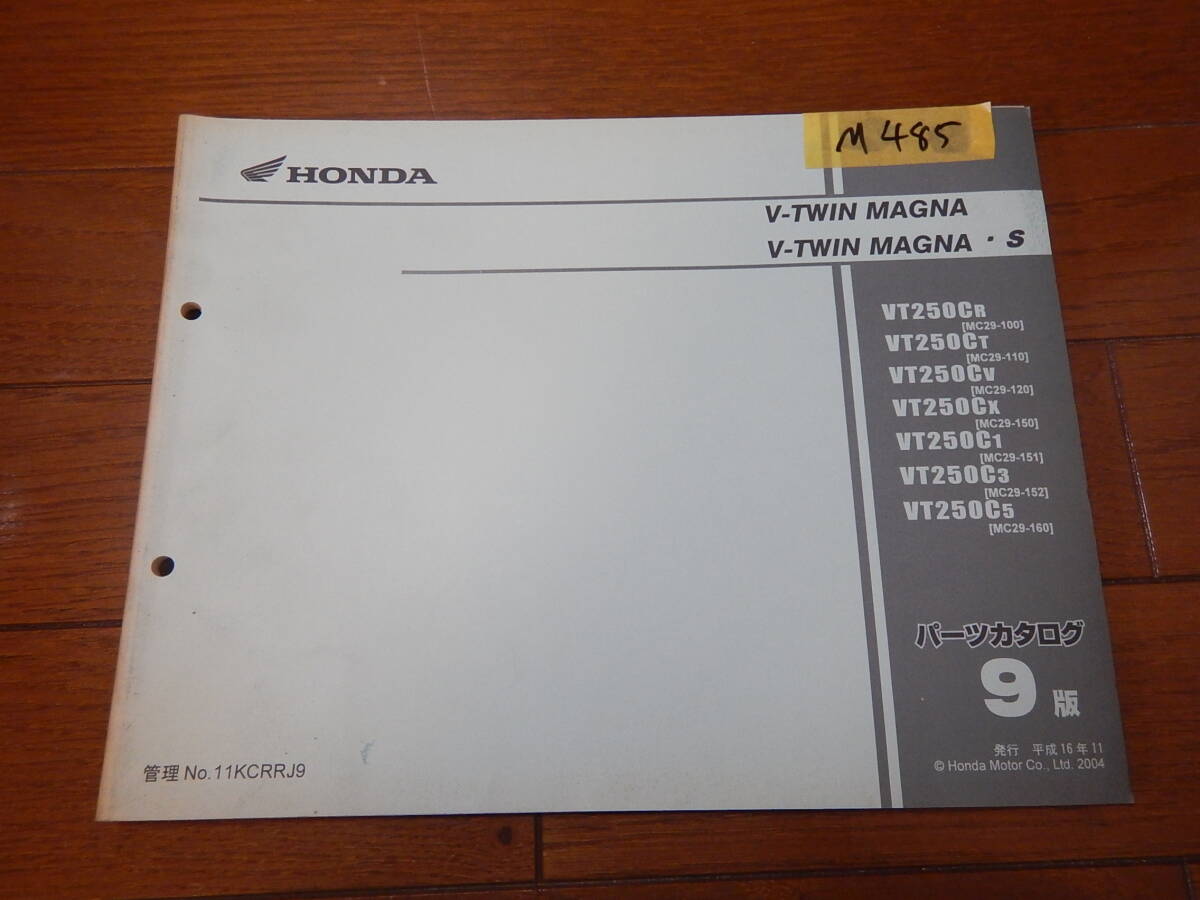 M485
HONDA
V-TWIN MAGNA
V-TWIN MAGNA・S
VT250CR
[MC29-100]
VT250CT
[MC29-110]
VT250CV
[MC29-120]
VT250CX
[MC29-150]
VT250C1
[MC29-151]
VT250C3
[MC29-152]
VT250C5
[MC29-160]
パーツカタログ
9版
発行 平成16年11
© Honda Motor Co., Ltd. 2004
管理 No.11KCRRJ9